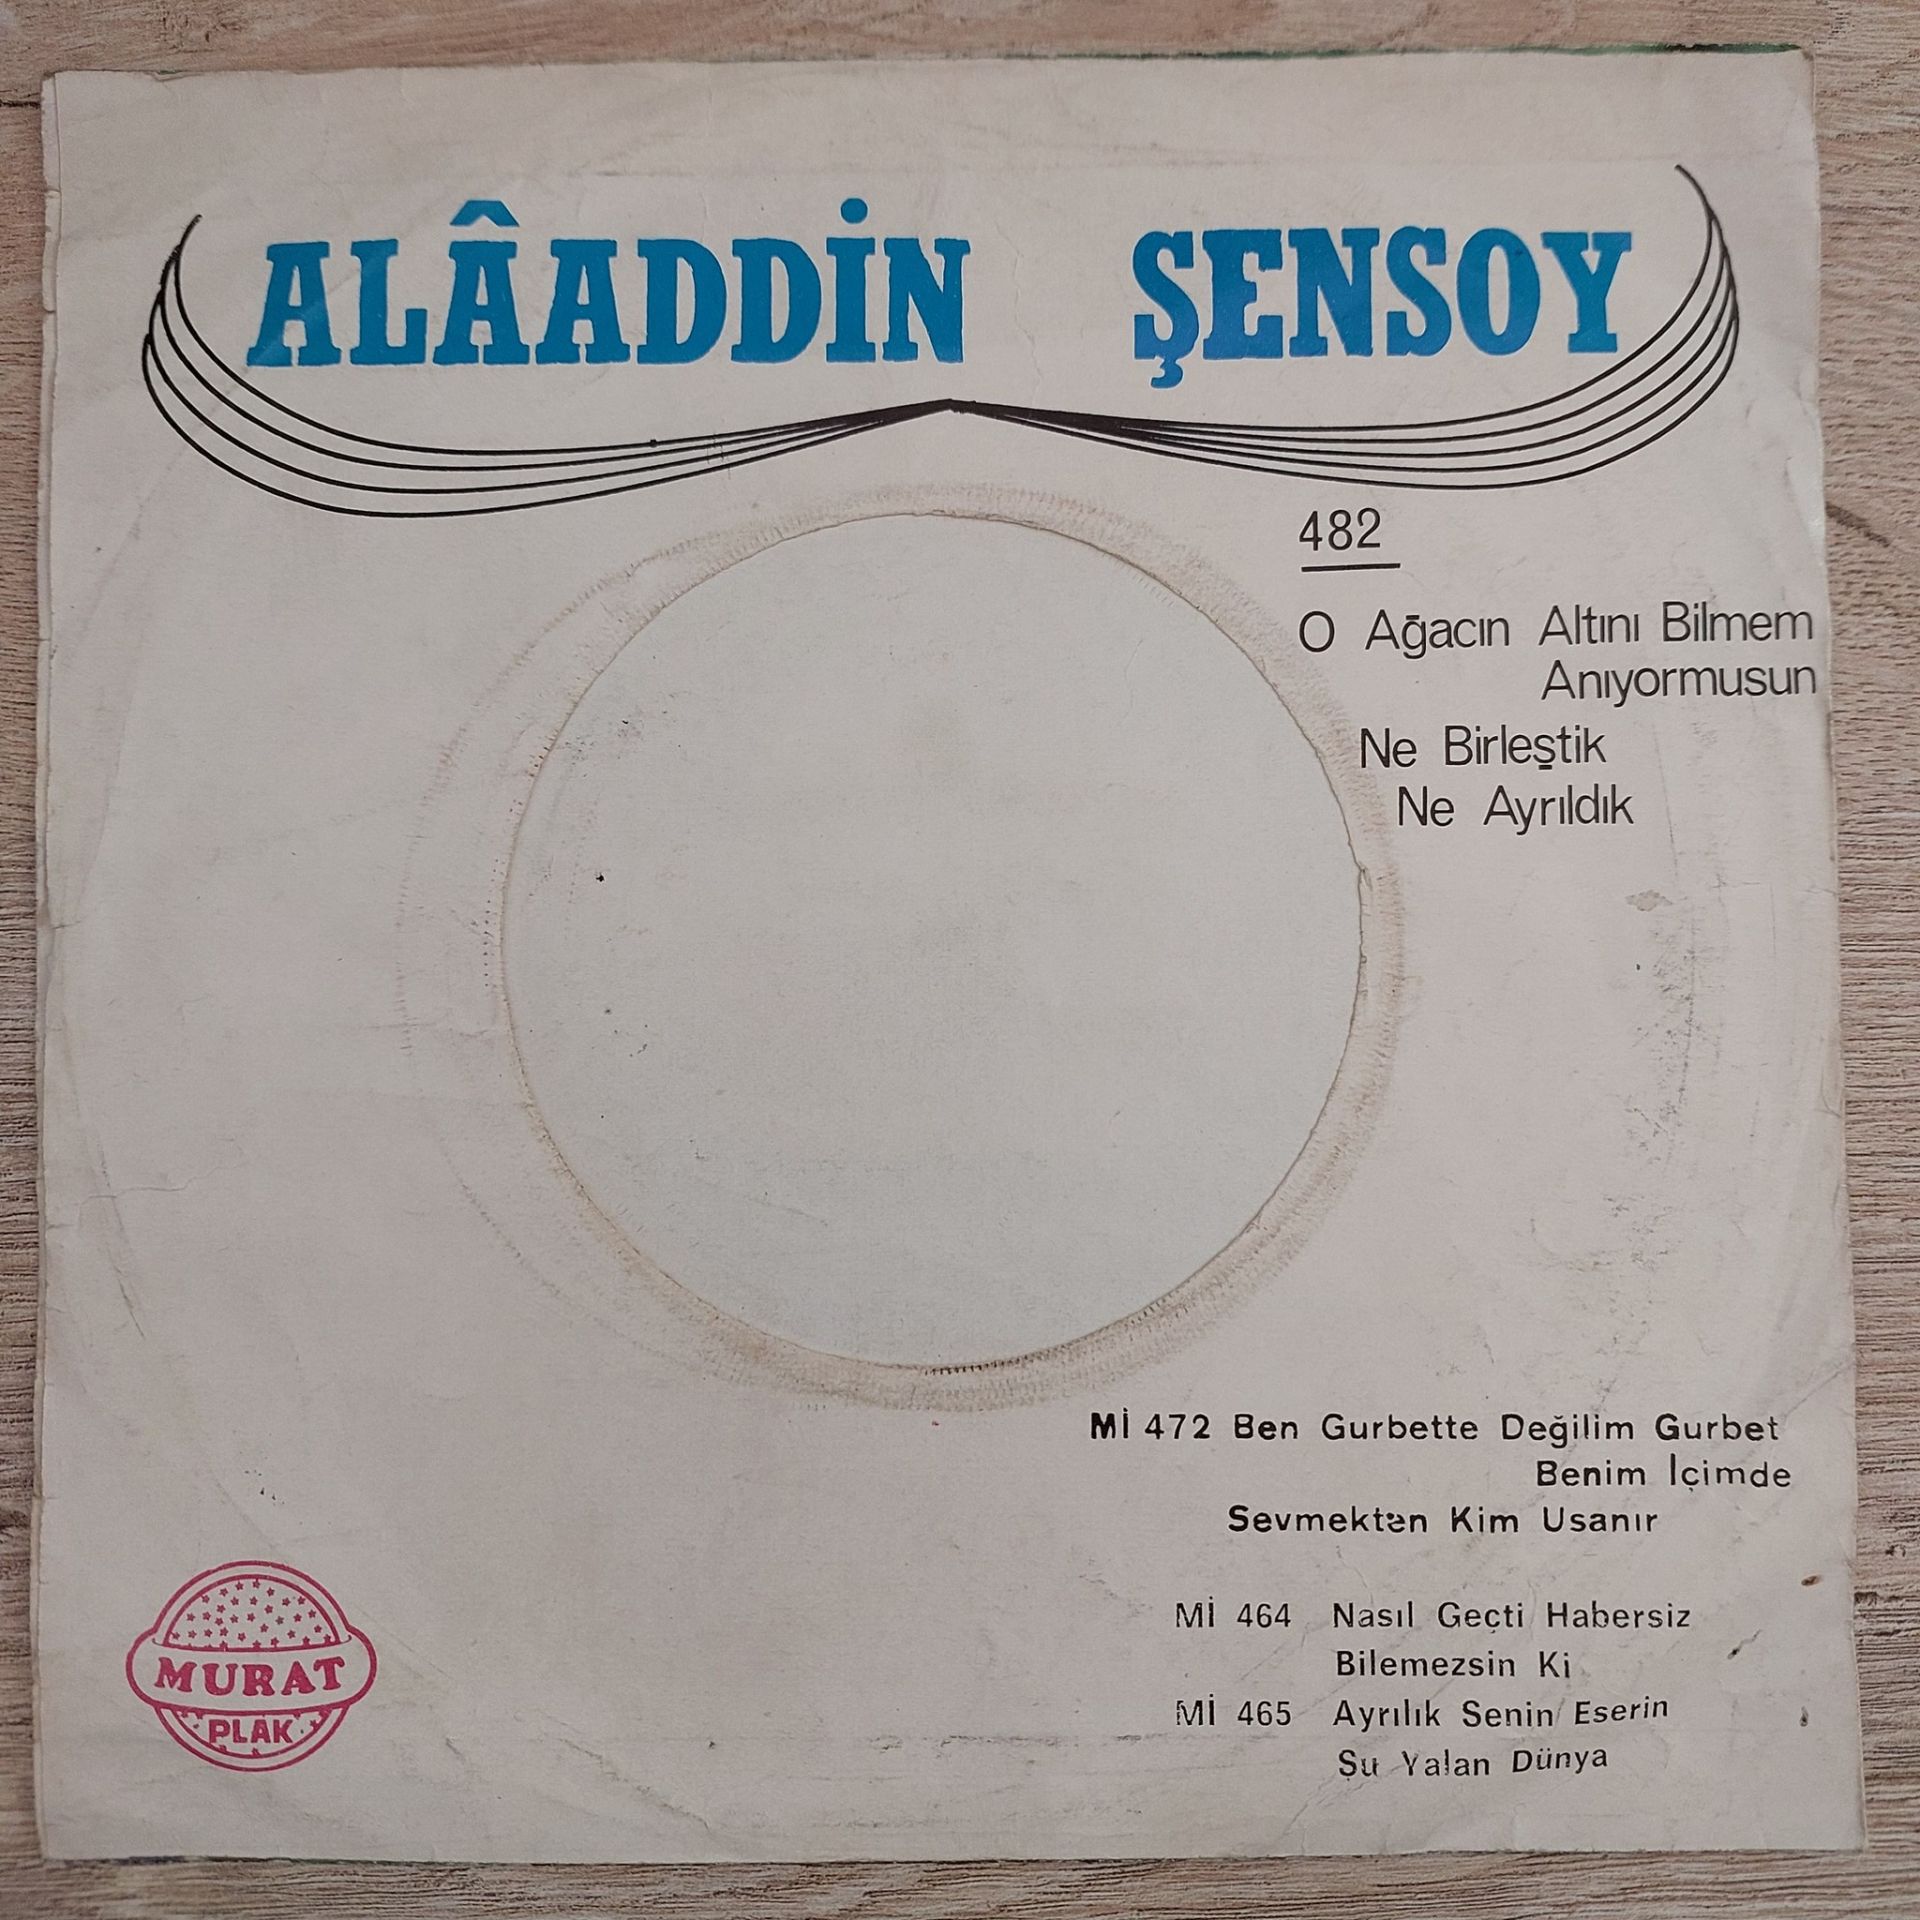 ALÂADDİN ŞENSOY
482
O Ağacın Altını Bilmem
Anıyormusun
Ne Birleştik
Ne Ayrıldık
Mİ 472 Ben Gurbette Değilim Gurbet
Benim İçimde
Sevmekten Kim Usanır
Mİ 464 Nasıl Geçti Habersiz
Bilemezsin Ki
Mİ 465 Ayrılık Senin Eserin
Şu Yalan Dünya
MURAT
PLAK